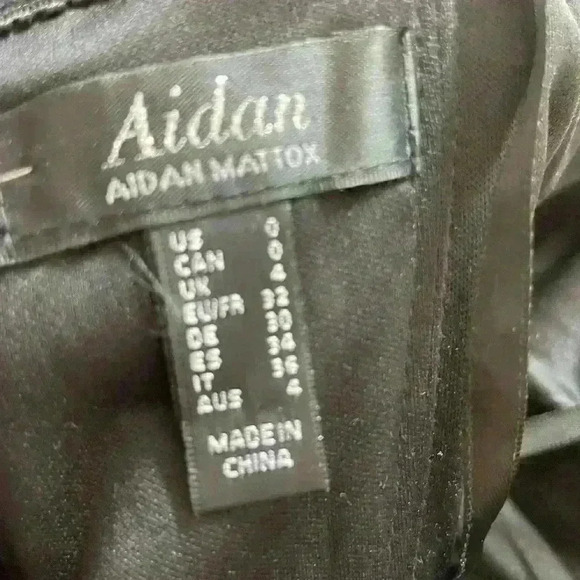 Aidan
AIDAN MATTOX
US 0
CAN 0
UK 4
EU/FR 32
DE 30
ES 34
IT 36
AUS 4
MADE IN
CHINA